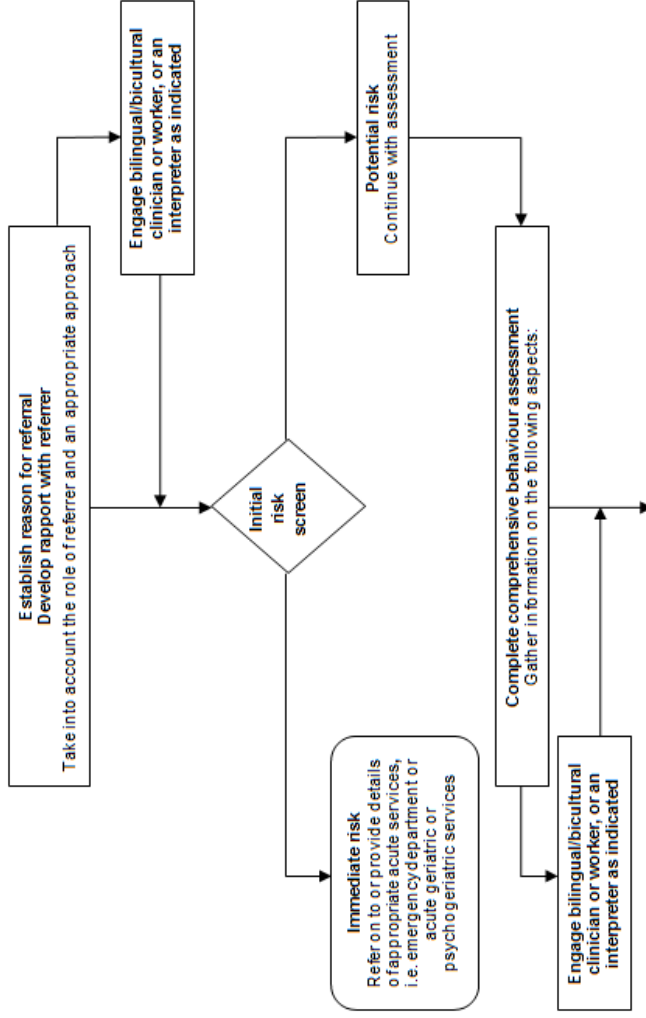 Establish reason for referral
Develop rapport with referrer
Take into account the role of referrer and an appropriate approach
Engage bilingual/bicultural
clinician or worker, or an
interpreter as indicated
Initial
risk
screen
Immediate risk
Refer on to or provide details
of appropriate acute services,
i.e. emergency department or
acute geriatric or
psychogeriatric services
Potential risk
Continue with assessment
Complete comprehensive behaviour assessment
Gather information on the following aspects:
Engage bilingual/bicultural
clinician or worker, or an
interpreter as indicated